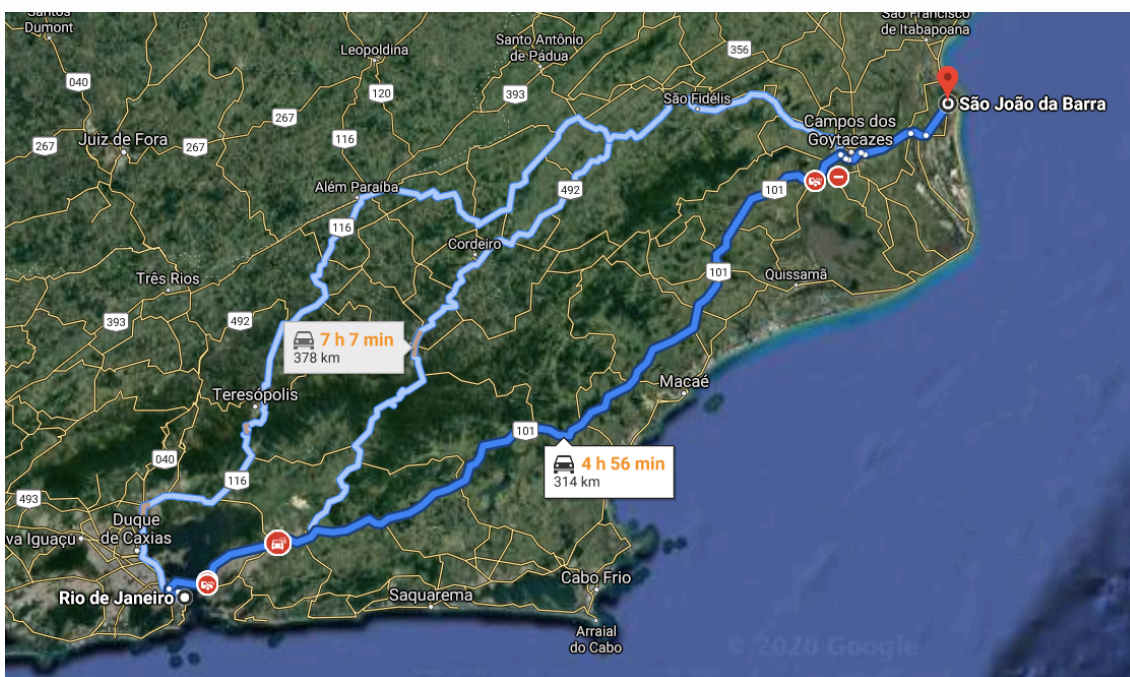 Santos
Dumont
São Francisco
de Itabapoana
Leopoldina
Santo Antônio
de Pádua
356
040
120
393
São Fidélis
São João da Barra
267
116
Campos dos
Goytacazes
267
Juiz de Fora
267
Além Paraíba
492
101
116
Cordeiro
101
Quissamã
Três Rios
393
492
7 h 7 min
378 km
Macaé
Teresópolis
101
040
4 h 56 min
314 km
116
493
Duque
de Caxias
va Iguaçu
Cabo Frio
Rio de Janeiro
Saquarema
Arraial
do Cabo
© 2020 Google